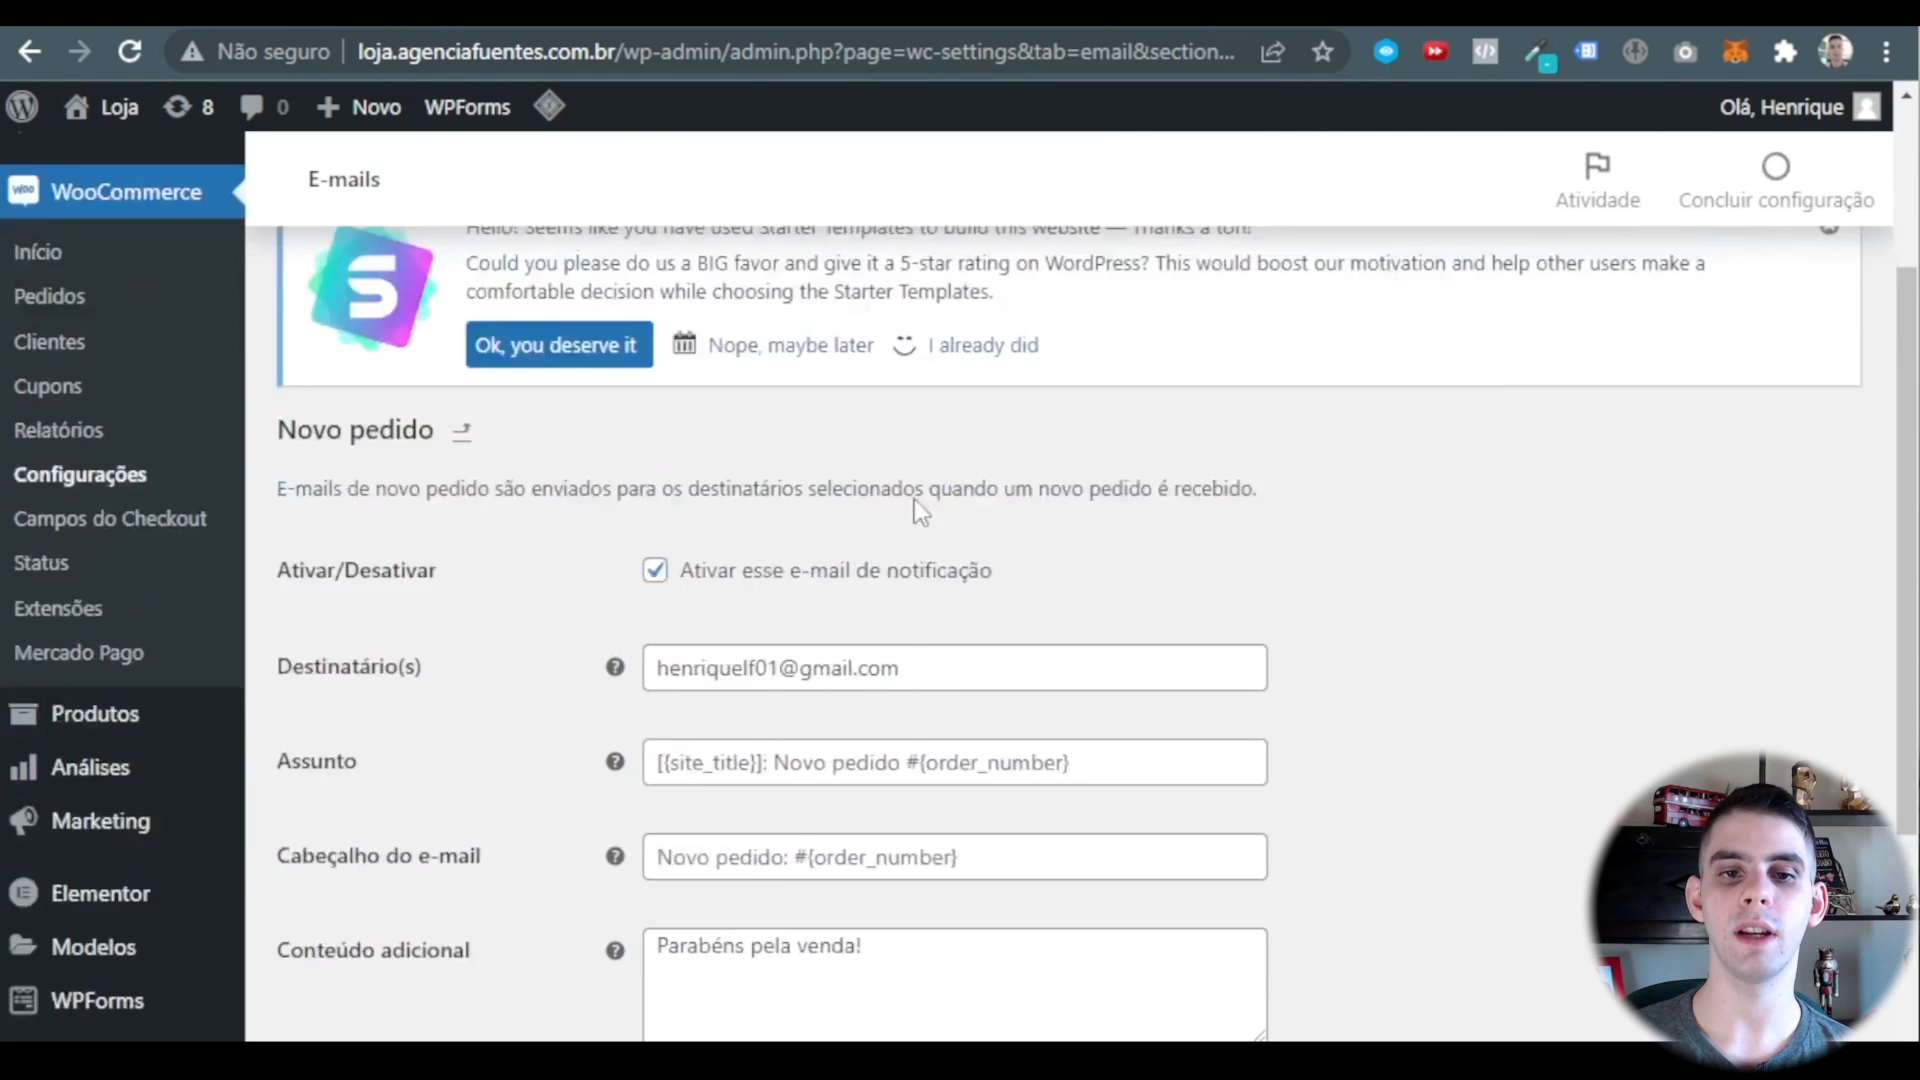 Não seguro
loja.agenciafuentes.com.br/wp-admin/admin.php?page=wc-settings&tab=email&section...
Loja
8
0
Novo
WPForms
Olá, Henrique
WooCommerce
E-mails
Atividade
Concluir configuração
Início
Pedidos
Clientes
Cupons
Relatórios
Configurações
Campos do Checkout
Status
Extensões
Mercado Pago
Produtos
Análises
Marketing
Elementor
Modelos
WPForms
Hello! Seems like you have used Starter Templates to build this website — Thanks a ton!
Could you please do us a BIG favor and give it a 5-star rating on WordPress? This would boost our motivation and help other users make a
comfortable decision while choosing the Starter Templates.
Ok, you deserve it
Nope, maybe later
I already did
Novo pedido
E-mails de novo pedido são enviados para os destinatários selecionados quando um novo pedido é recebido.
Ativar/Desativar
Ativar esse e-mail de notificação
Destinatário(s)
henriquelf01@gmail.com
Assunto
[{site_title}]: Novo pedido #{order_number}
Cabeçalho do e-mail
Novo pedido: #{order_number}
Conteúdo adicional
Parabéns pela venda!